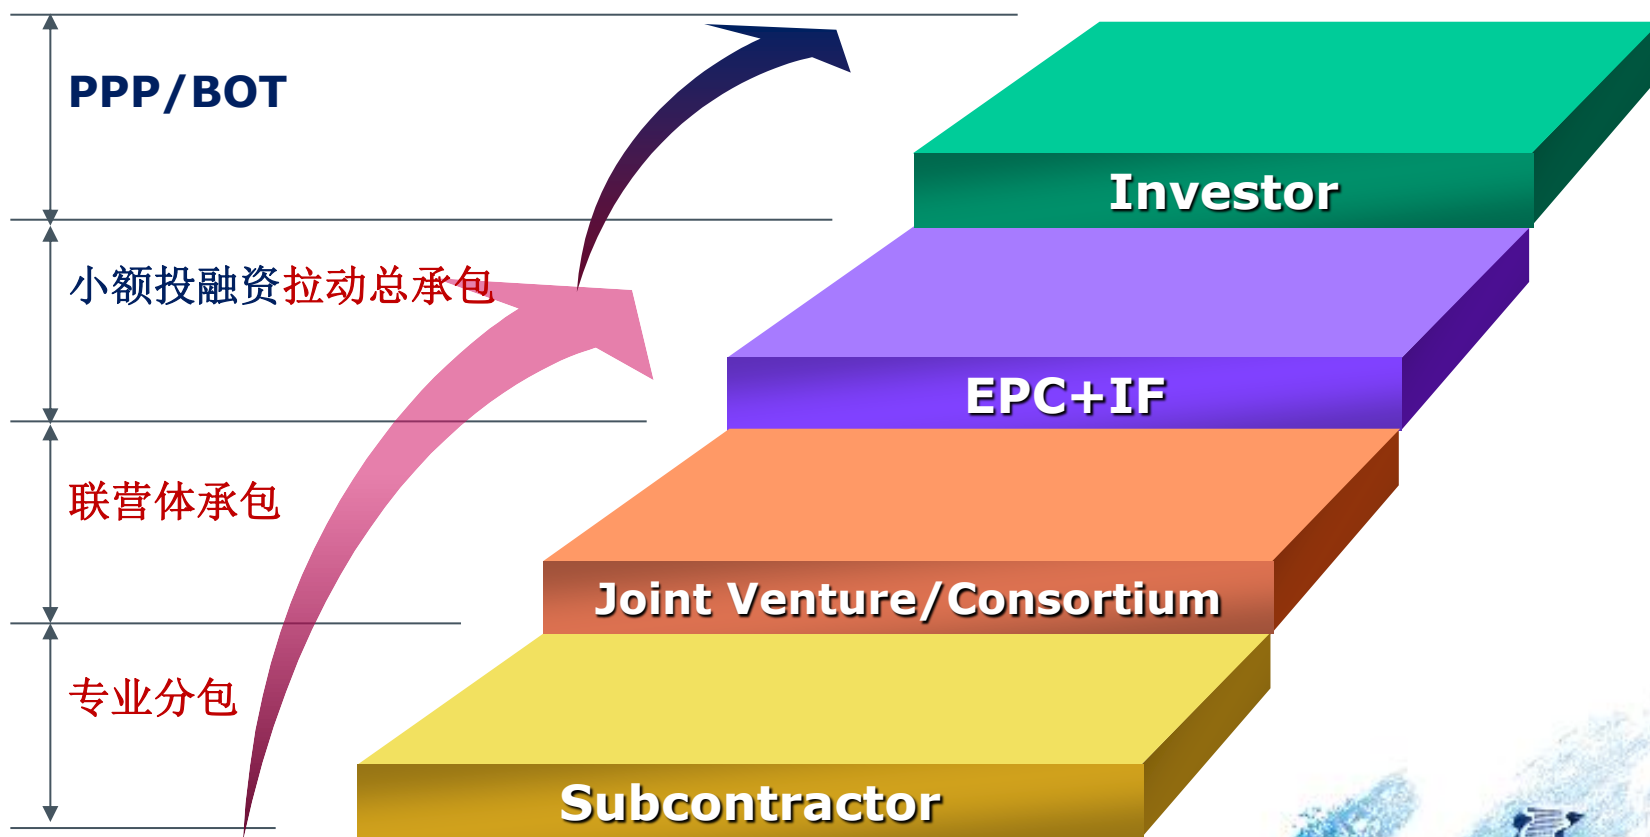 PPP/BOT
Investor
小额投融资拉动总承包
EPC+IF
联营体承包
Joint Venture/Consortium
专业分包
Subcontractor